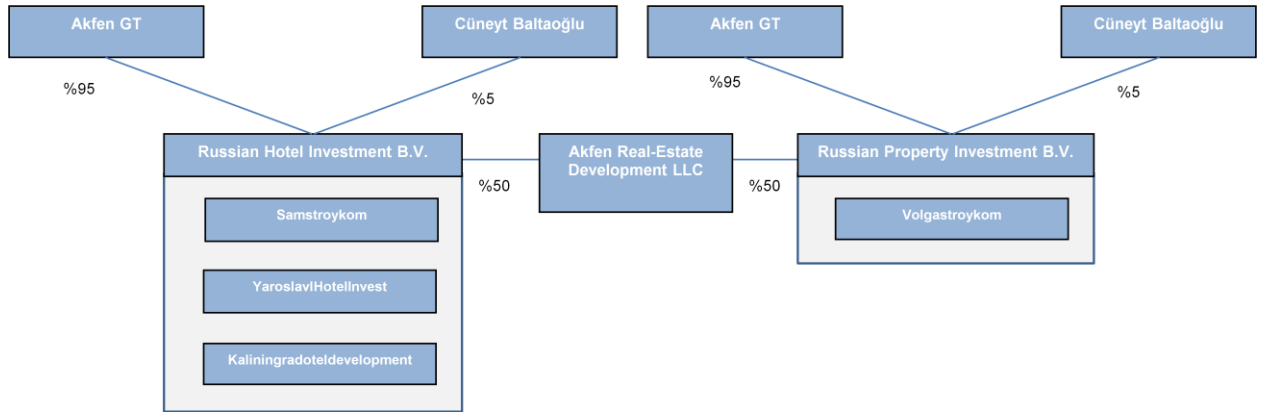 Akfen GT
Cüneyt Baltaoğlu
Akfen GT
Cüneyt Baltaoğlu
%95
%5
%95
%5
Russian Hotel Investment B.V.
Akfen Real-Estate
Development LLC
Russian Property Investment B.V.
%50
%50
Samstroykom
Volgastroykom
YaroslavlHotelInvest
Kaliningradoteldevelopment